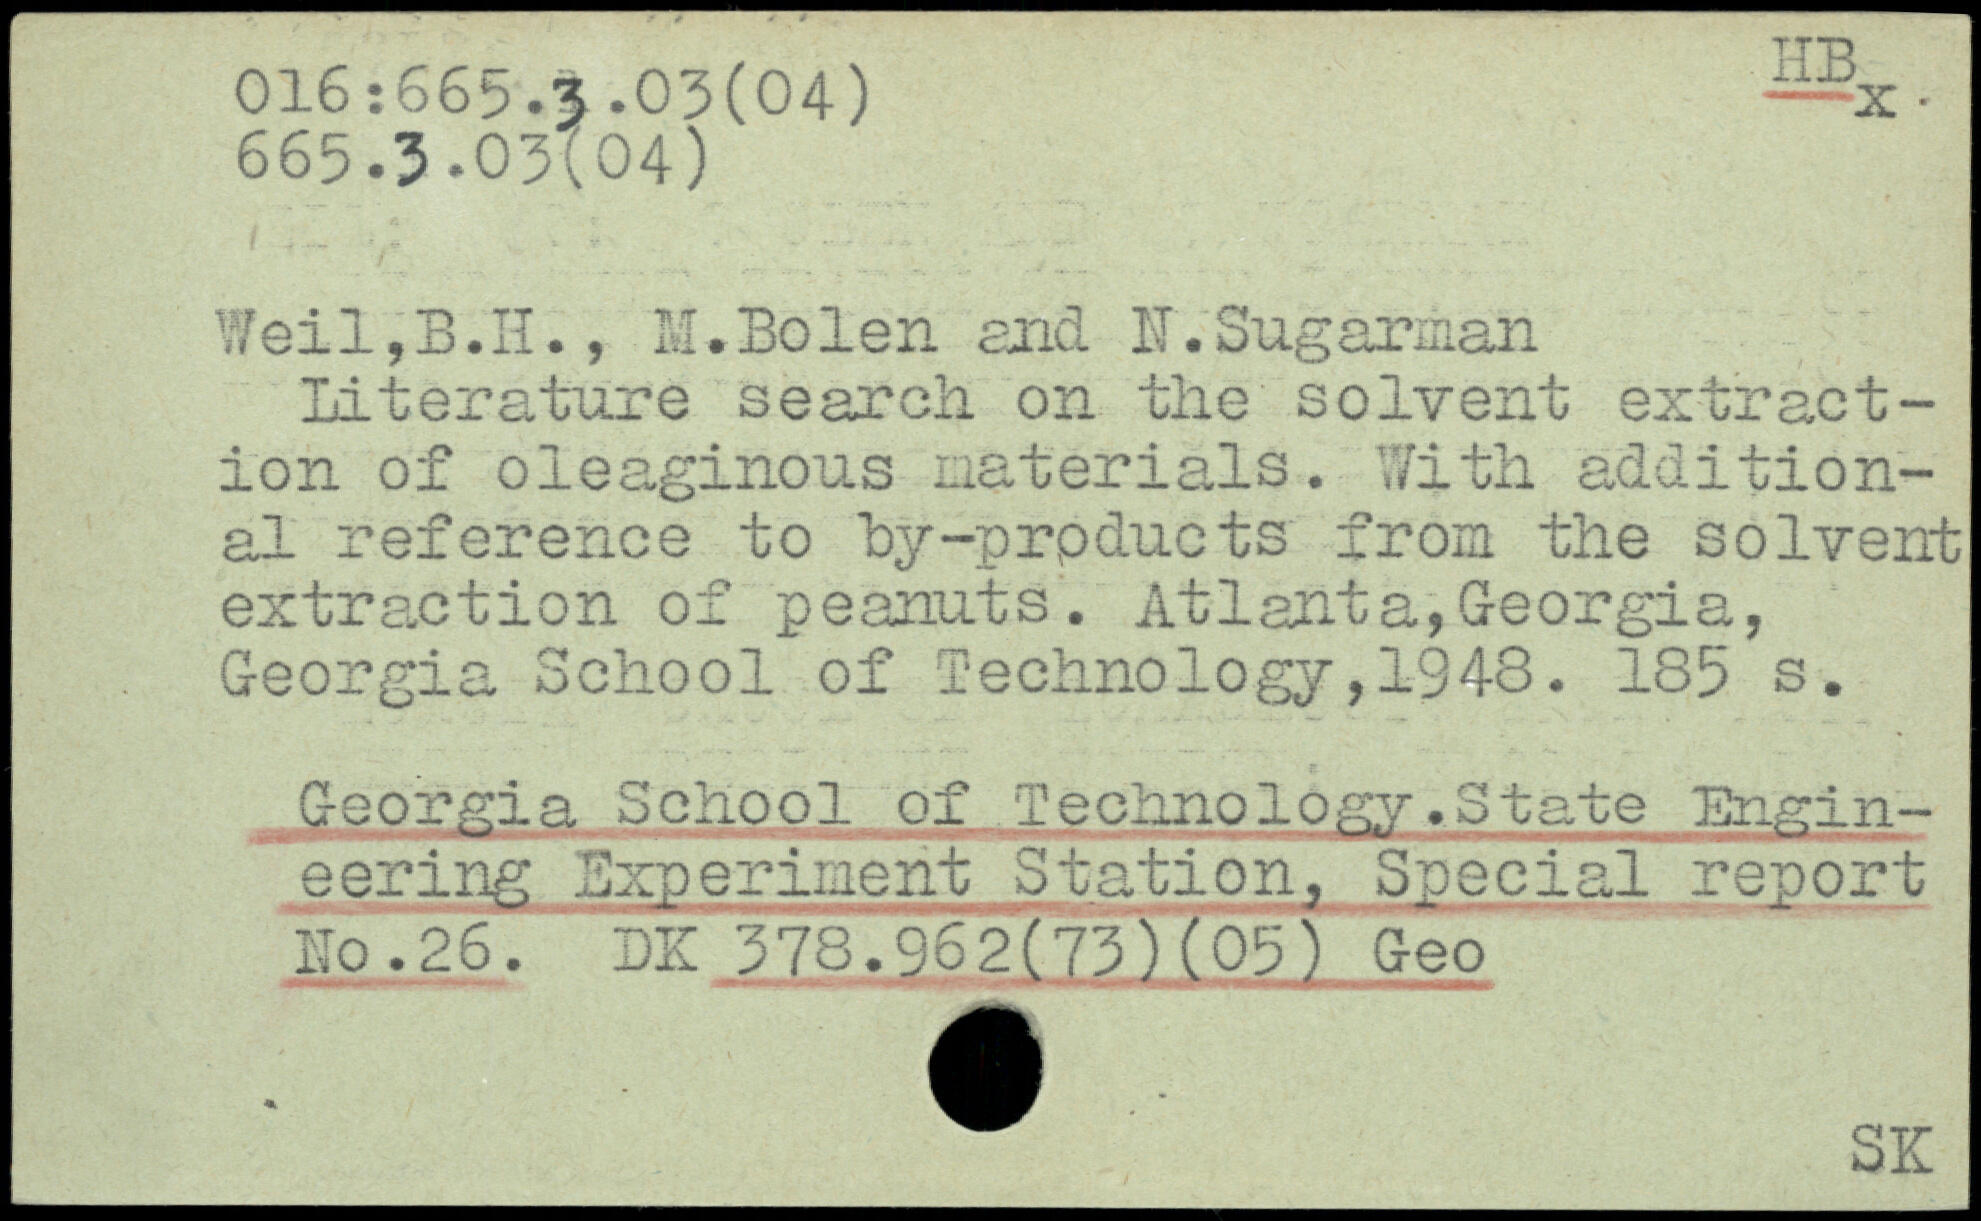 HB
x
016:665.3.03(04)
665.3.03(04)
Weil,B.H., M.Bolen and N.Sugarman
Literature search on the solvent extract-
ion of oleaginous materials. With addition-
al reference to by-products from the solvent
extraction of peanuts. Atlanta,Georgia,
Georgia School of Technology,1948. 185 s.
Georgia School of Technology.State Engin-
eering Experiment Station, Special report
No.26. DK 378.962(73)(05) Geo
SK